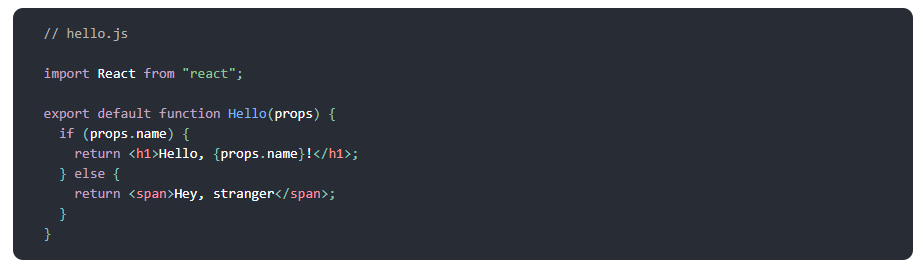 // hello.js
import React from "react";
export default function Hello(props) {
  if (props.name) {
    return <h1>Hello, {props.name}!</h1>;
  } else {
    return <span>Hey, stranger</span>;
  }
}